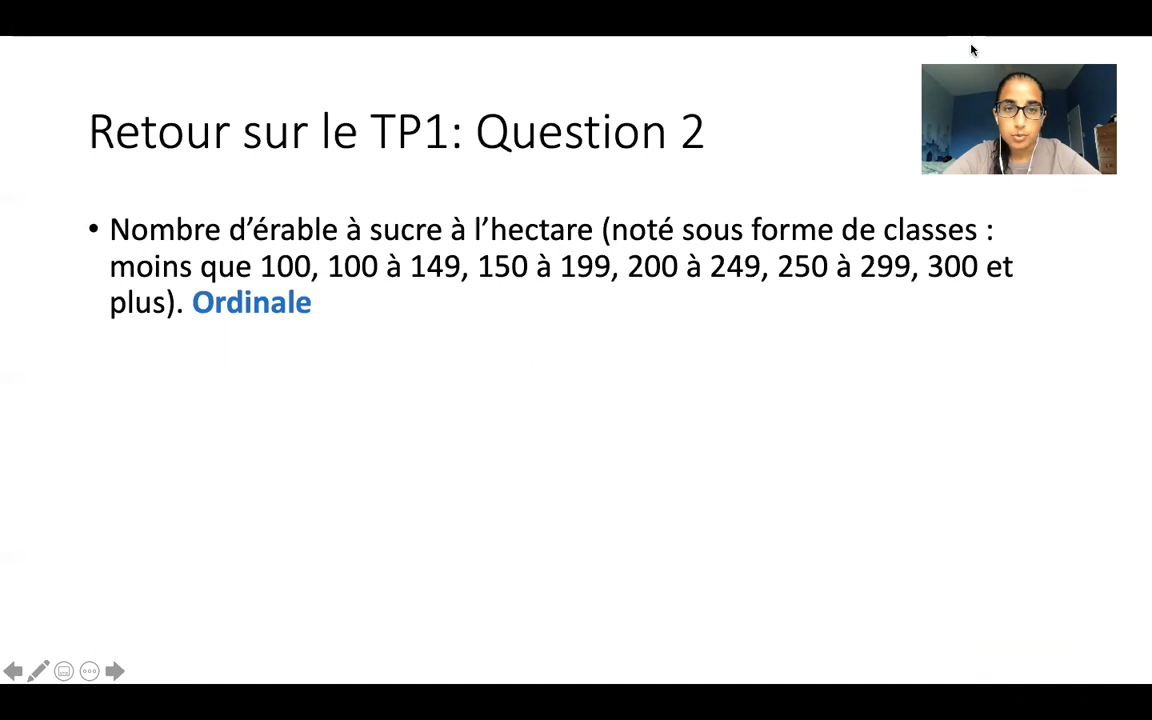 Retour sur le TP1: Question 2
• Nombre d’érable à sucre à l’hectare (noté sous forme de classes :
moins que 100, 100 à 149, 150 à 199, 200 à 249, 250 à 299, 300 et
plus). Ordinale